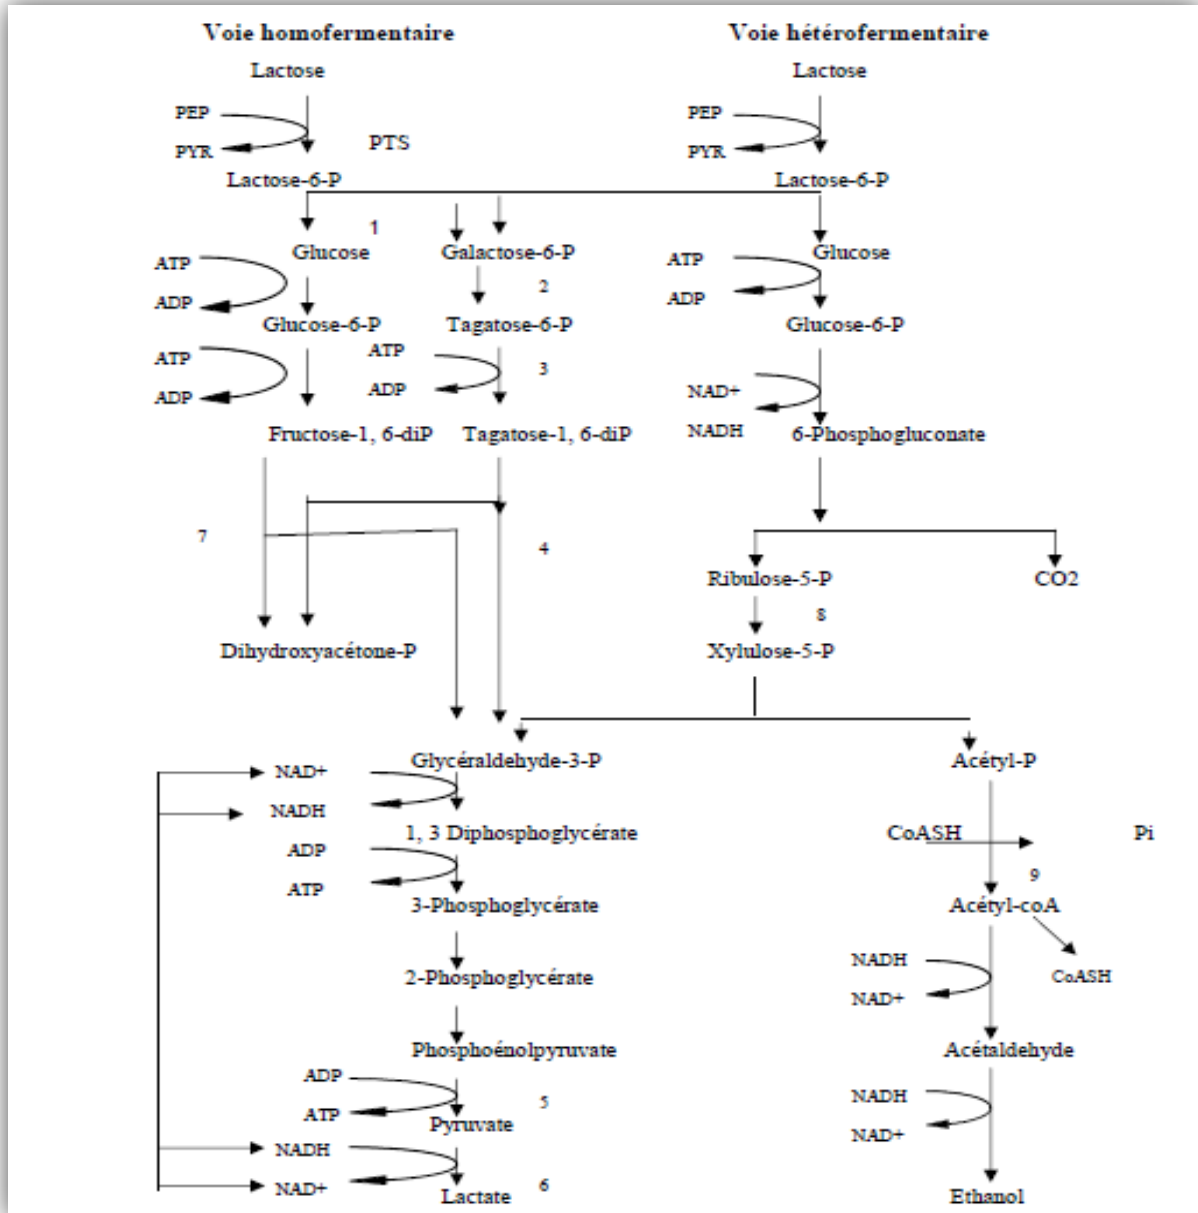 Voie homofermentaire Voie hétérofermentaire
Lactose Lactose
PEP PEP
PTS
PYR PYR
Lactose-6-P Lactose-6-P
1
Glucose Galactose-6-P Glucose
ATP ATP
2
ADP ADP
Glucose-6-P Tagatose-6-P Glucose-6-P
ATP ATP
3
ADP ADP NAD+
Fructose-1, 6-diP Tagatose-1, 6-diP NADH 6-Phosphogluconate
7 4
Ribulose-5-P CO2
8
Dihydroxyacétone-P Xylulose-5-P
Glycéraldehyde-3-P Acétyl-P
NAD+
NADH
1, 3 Diphosphoglycérate CoASH Pi
ADP
9
ATP
3-Phosphoglycérate Acétyl-coA
NADH
2-Phosphoglycérate CoASH
NAD+
Phosphoénolpyruvate Acétaldehyde
ADP
NADH
5
ATP
Pyruvate
NAD+
NADH
6
NAD+ Lactate Ethanol